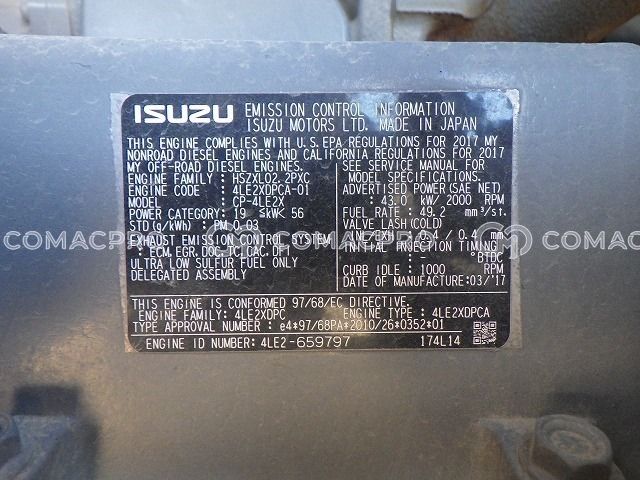 ISUZU EMISSION CONTROL INFORMATION
ISUZU MOTORS LTD. MADE IN JAPAN
THIS ENGINE COMPLIES WITH U.S.EPA REGULATIONS FOR 2017 MY
NONROAD DIESEL ENGINES AND CALIFORNIA REGULATIONS FOR 2017
MY OFF-ROAD DIESEL ENGINES.
ENGINE FAMILY : HSZXL02.2PXC
ENGINE CODE : 4LE2XDPCA-01
MODEL : CP-4LE2X
POWER CATEGORY : 19 ≦kW< 56
STD (g/kWh) : PM 0.03
EXHAUST EMISSION CONTROL SYSTEM
: ECM,EGR,DOC,TC,CAC,DFI
ULTRA LOW SULFUR FUEL ONLY
DELEGATED ASSEMBLY
SEE SERVICE MANUAL FOR
MODEL SPECIFICATIONS.
ADVERTISED POWER (SAE NET)
: 43.0 kW/ 2000 RPM
FUEL RATE : 49.2 mm³/st.
VALVE LASH (COLD)
IN/EXH : 0.4 / 0.4 mm
INITIAL INJECTION TIMING
: - °BTDC
CURB IDLE : 1000 RPM
DATE OF MANUFACTURE:03/'17
THIS ENGINE IS CONFORMED 97/68/EC DIRECTIVE.
ENGINE FAMILY: 4LE2XDPC ENGINE TYPE: 4LE2XDPCA
TYPE APPROVAL NUMBER : e4*97/68PA*2010/26*0352*01
ENGINE ID NUMBER:4LE2-659797 174L14